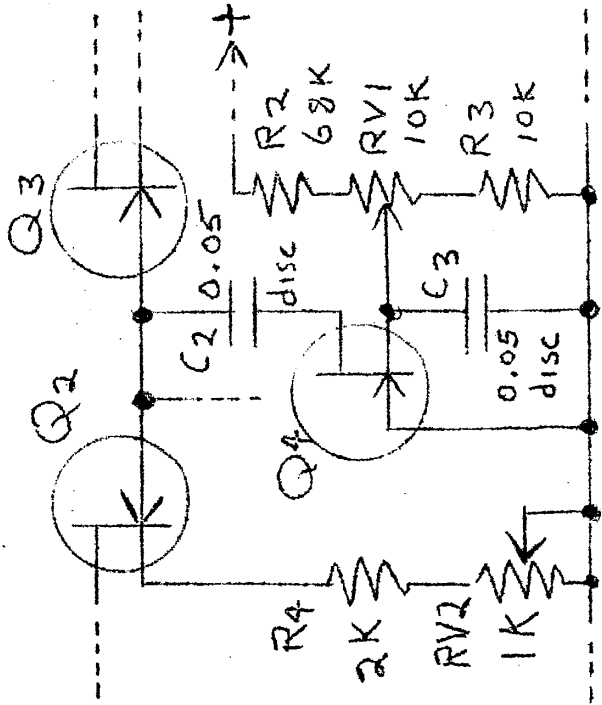 Q3
+
R2
68K
RV1
10K
R3
10K
Q2
C2
0.05
disc
Q4
C3
0.05
disc
R4
2K
RV2
1K